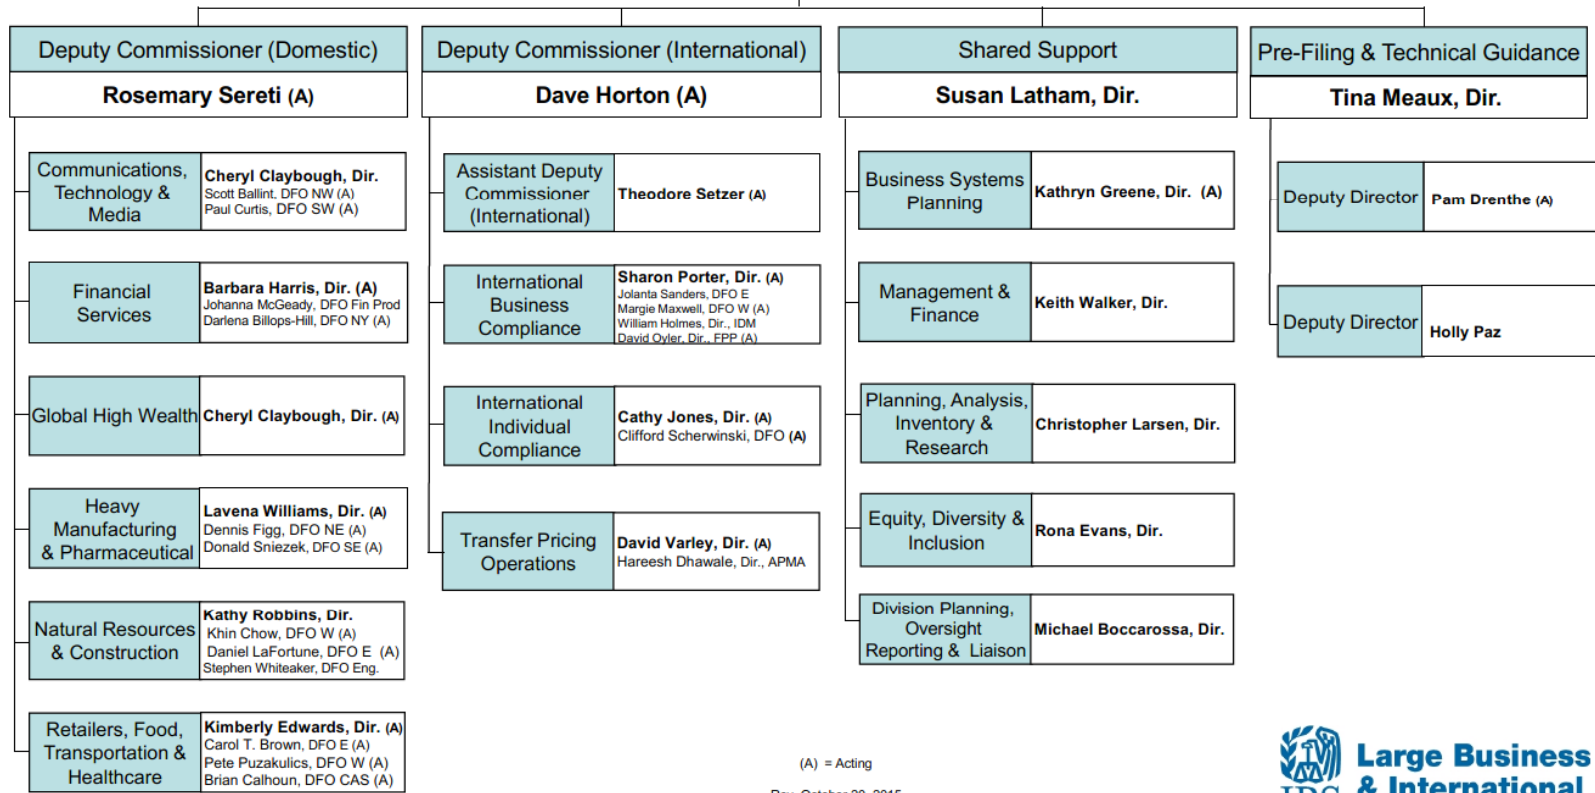 Deputy Commissioner (Domestic)
Rosemary Sereti (A)
Communications,
Technology &
Media
Cheryl Claybough, Dir.
Scott Ballint, DFO NW (A)
Paul Curtis, DFO SW (A)
Financial
Services
Barbara Harris, Dir. (A)
Johanna McGeady, DFO Fin Prod
Darlena Billops-Hill, DFO NY (A)
Global High Wealth
Cheryl Claybough, Dir. (A)
Heavy
Manufacturing
& Pharmaceutical
Lavena Williams, Dir. (A)
Dennis Figg, DFO NE (A)
Donald Sniezek, DFO SE (A)
Natural Resources
& Construction
Kathy Robbins, Dir.
Khin Chow, DFO W (A)
Daniel LaFortune, DFO E (A)
Stephen Whiteaker, DFO Eng.
Retailers, Food,
Transportation &
Healthcare
Kimberly Edwards, Dir. (A)
Carol T. Brown, DFO E (A)
Pete Puzakulics, DFO W (A)
Brian Calhoun, DFO CAS (A)
Deputy Commissioner (International)
Dave Horton (A)
Assistant Deputy
Commissioner
(International)
Theodore Setzer (A)
International
Business
Compliance
Sharon Porter, Dir. (A)
Jolanta Sanders, DFO E
Margie Maxwell, DFO W (A)
William Holmes, Dir., IDM
David Oyler, Dir., FPP (A)
International
Individual
Compliance
Cathy Jones, Dir. (A)
Clifford Scherwinski, DFO (A)
Transfer Pricing
Operations
David Varley, Dir. (A)
Hareesh Dhawale, Dir., APMA
Shared Support
Susan Latham, Dir.
Business Systems
Planning
Kathryn Greene, Dir. (A)
Management &
Finance
Keith Walker, Dir.
Planning, Analysis,
Inventory &
Research
Christopher Larsen, Dir.
Equity, Diversity &
Inclusion
Rona Evans, Dir.
Division Planning,
Oversight
Reporting & Liaison
Michael Boccarossa, Dir.
Pre-Filing & Technical Guidance
Tina Meaux, Dir.
Deputy Director
Pam Drenthe (A)
Deputy Director
Holly Paz
(A) = Acting
Rev. October 20, 2015
IRS
Large Business
& International